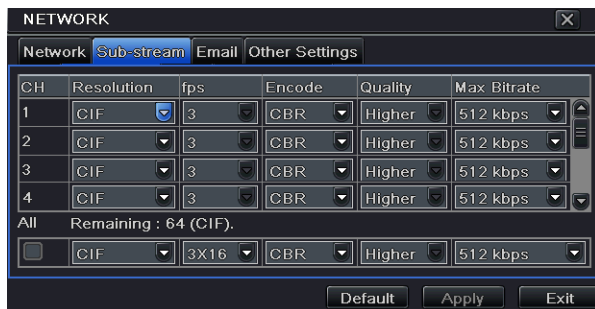 NETWORK
Network Sub-stream Email Other Settings
CH Resolution fps Encode Quality Max Bitrate
1 CIF 3 CBR Higher 512 kbps
2 CIF 3 CBR Higher 512 kbps
3 CIF 3 CBR Higher 512 kbps
4 CIF 3 CBR Higher 512 kbps
All Remaining : 64 (CIF).
CIF 3X16 CBR Higher 512 kbps
Default Apply Exit